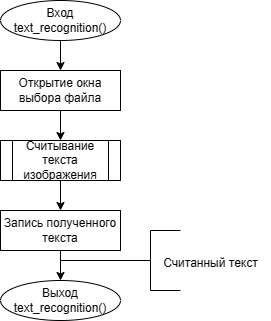 Вход
text_recognition()
Открытие окна
выбора файла
Считывание
текста
изображения
Запись полученного
текста
Считанный текст
Выход
text_recognition()